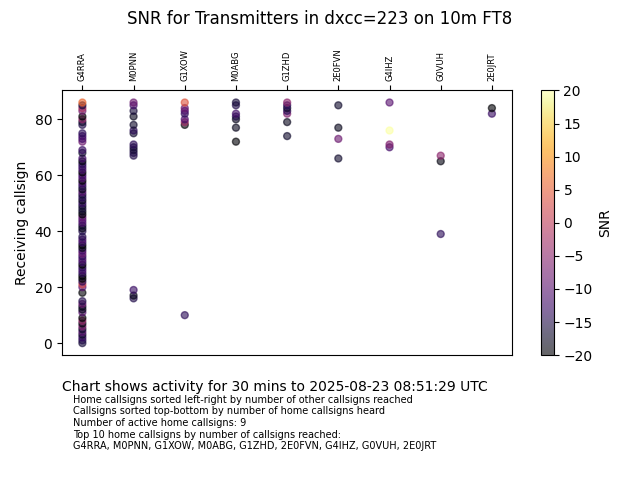 SNR for Transmitters in dxcc=223 on 10m FT8
G4RRA M0PNN G1XOW M0ABG G1ZHD 2E0FVN G4IHZ G0VUH 2E0JRT
80
60
40
20
0
Receiving callsign
20
15
10
5
0
−5
−10
−15
−20
SNR
Chart shows activity for 30 mins to 2025-08-23 08:51:29 UTC
Home callsigns sorted left-right by number of other callsigns reached
Callsigns sorted top-bottom by number of home callsigns heard
Number of active home callsigns: 9
Top 10 home callsigns by number of callsigns reached:
G4RRA, M0PNN, G1XOW, M0ABG, G1ZHD, 2E0FVN, G4IHZ, G0VUH, 2E0JRT